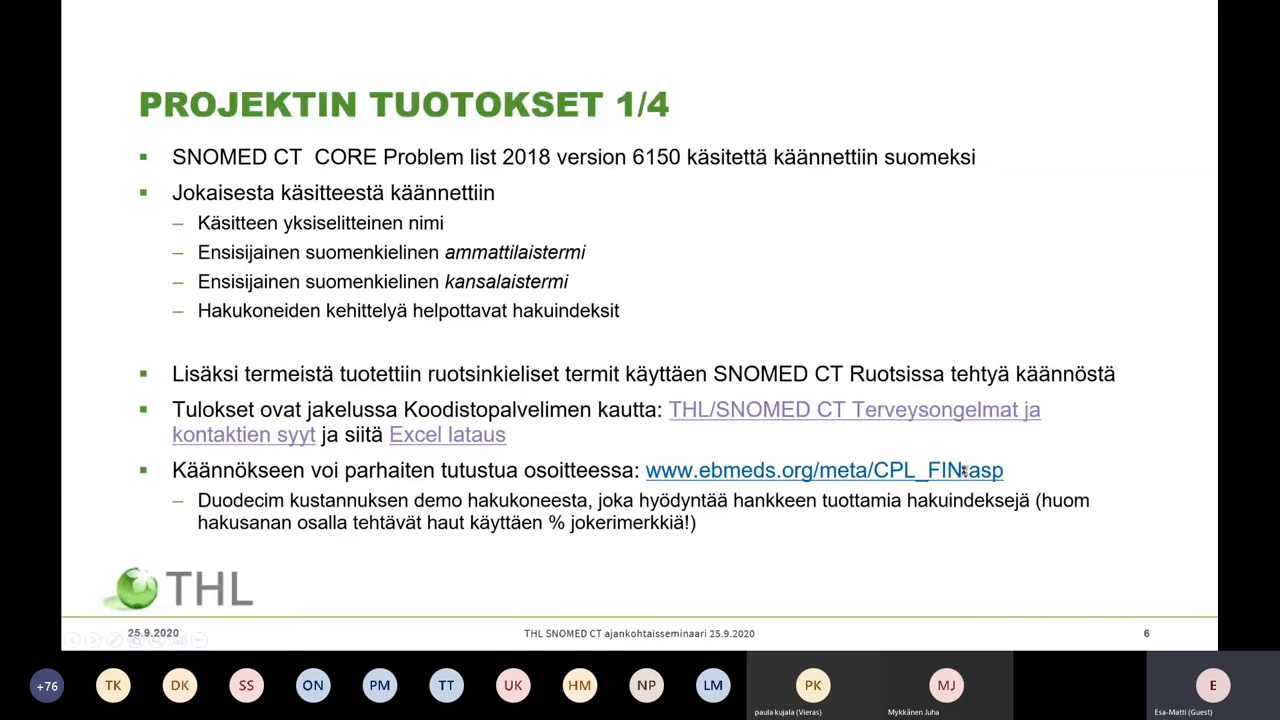 PROJEKTIN TUOTOKSET 1/4
▪ SNOMED CT CORE Problem list 2018 version 6150 käsitettä käännettiin suomeksi
▪ Jokaisesta käsitteestä käännettiin
– Käsitteen yksiselitteinen nimi
– Ensisijainen suomenkielinen ammattilaistermi
– Ensisijainen suomenkielinen kansalaistermi
– Hakukoneiden kehittelyä helpottavat hakuindeksit
▪ Lisäksi termeistä tuotettiin ruotsinkieliset termit käyttäen SNOMED CT Ruotsissa tehtyä käännöstä
▪ Tulokset ovat jakelussa Koodistopalvelimen kautta: THL/SNOMED CT Terveysongelmat ja
kontaktien syyt ja siitä Excel lataus
▪ Käännökseen voi parhaiten tutustua osoitteessa: www.ebmeds.org/meta/CPL_FIN.asp
– Duodecim kustannuksen demo hakukoneesta, joka hyödyntää hankkeen tuottamia hakuindeksejä (huom
hakusanan osalla tehtävät haut käyttäen % jokerimerkkiä!)
THL
25.9.2020 THL SNOMED CT ajankohtaisseminaari 25.9.2020 6
+76 TK DK SS ON PM TT UK HM NP LM PK MJ E
paula kujala (Vieras) Mykkänen Juha Esa-Matti (Guest)